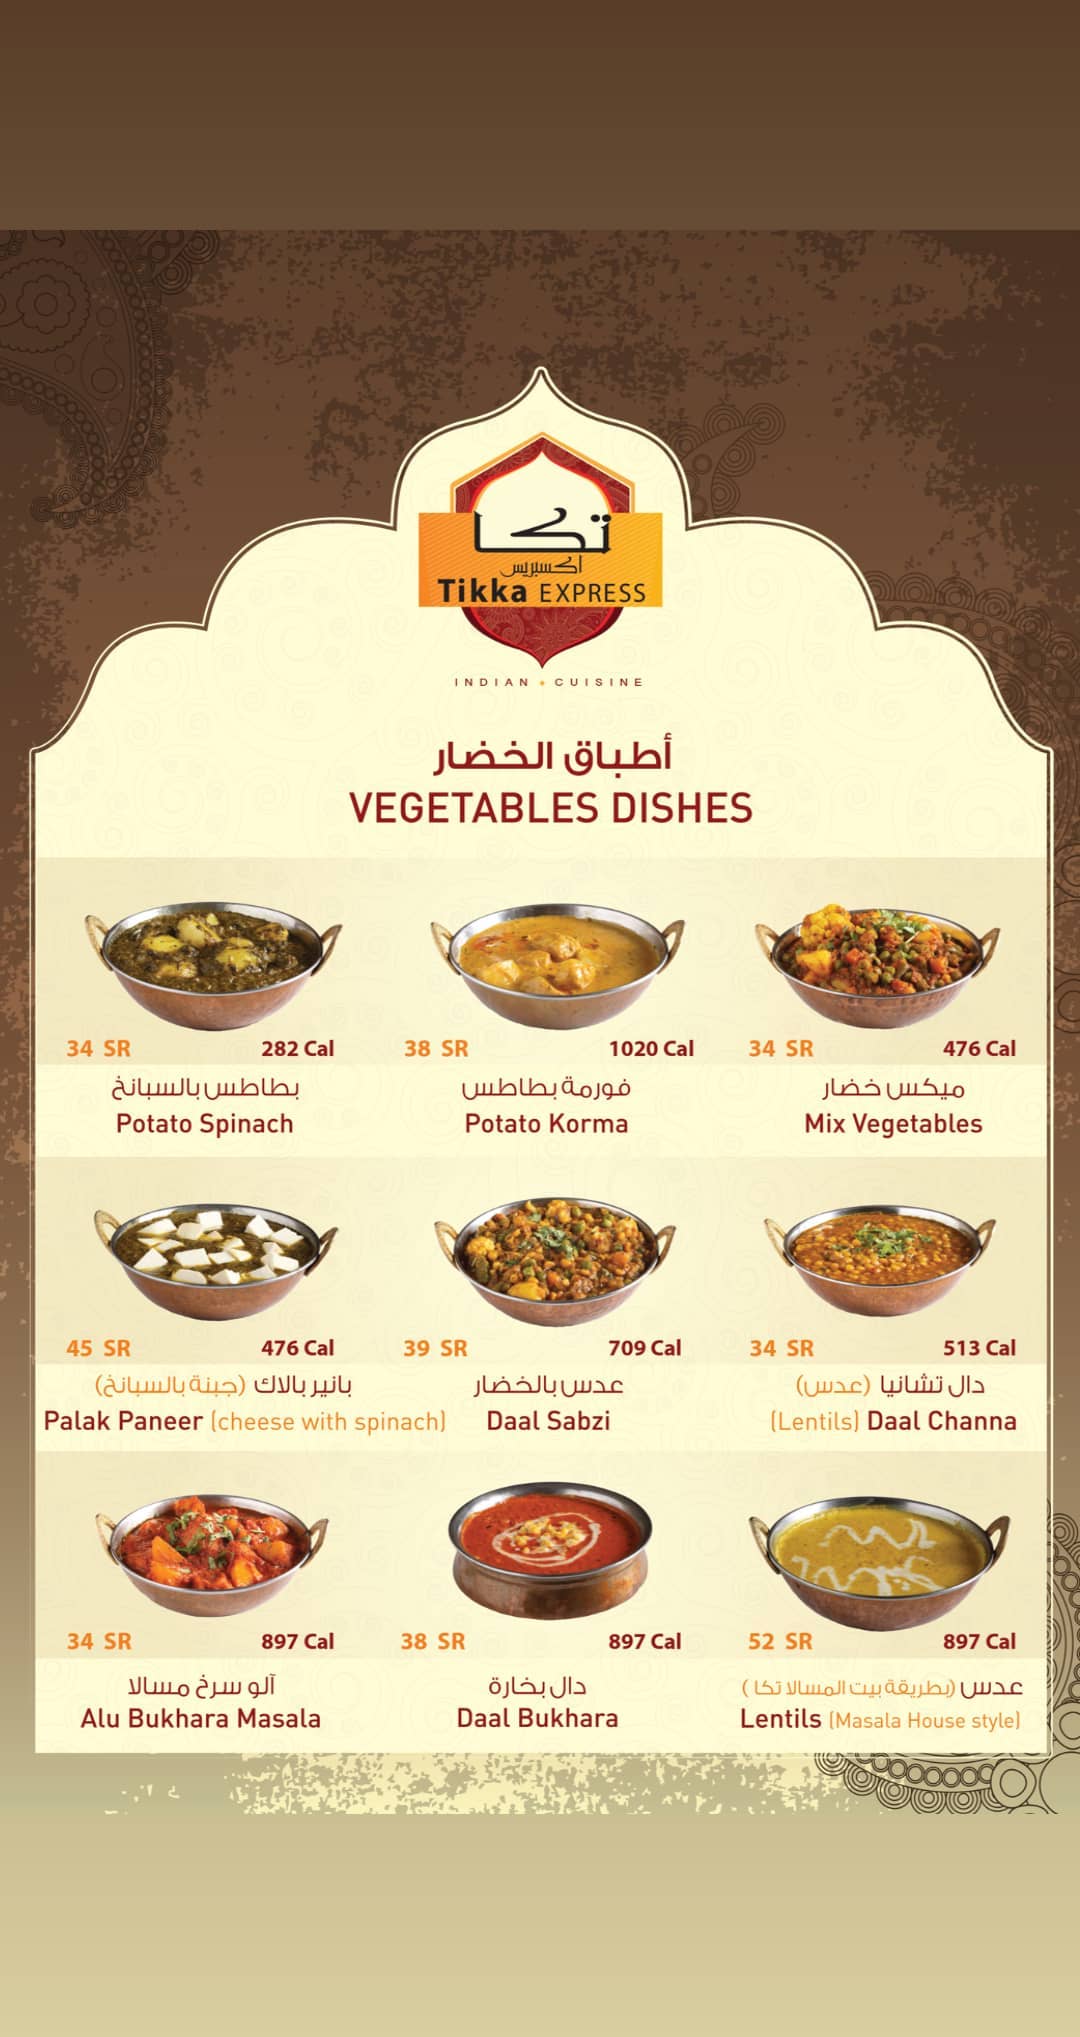 تكا
اكسبريس
Tikka EXPRESS
INDIAN • CUISINE
أطباق الخضار
VEGETABLES DISHES
34 SR 282 Cal
بطاطس بالسبانخ
Potato Spinach
38 SR 1020 Cal
فورمة بطاطس
Potato Korma
34 SR 476 Cal
ميكس خضار
Mix Vegetables
45 SR 476 Cal
بانير بالاك (جبنة بالسبانخ)
Palak Paneer (cheese with spinach)
39 SR 709 Cal
عدس بالخضار
Daal Sabzi
34 SR 513 Cal
دال تشانيا (عدس)
(Lentils) Daal Channa
34 SR 897 Cal
آلو سرخ مسالا
Alu Bukhara Masala
38 SR 897 Cal
دال بخارة
Daal Bukhara
52 SR 897 Cal
عدس (بطريقة بيت المسالا تكا )
Lentils (Masala House style)